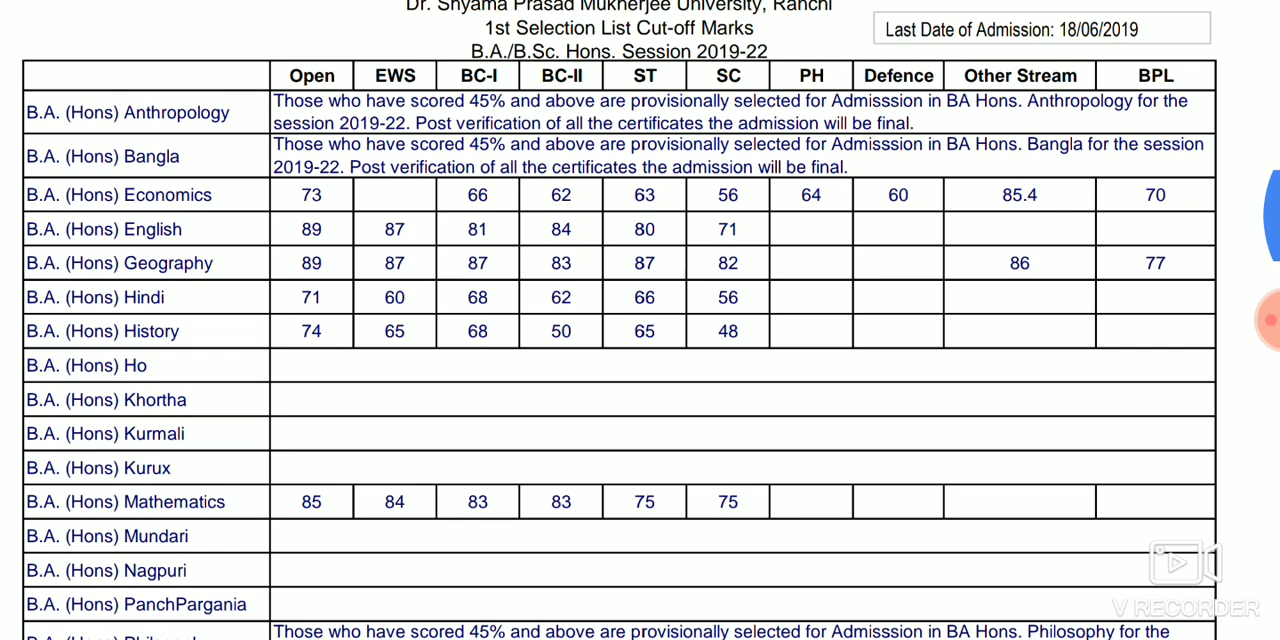 Dr. Shyama Prasad Mukherjee University, Ranchi
1st Selection List Cut-off Marks
Last Date of Admission: 18/06/2019
B.A./B.Sc. Hons. Session 2019-22
Open EWS BC-I BC-II ST SC PH Defence Other Stream BPL
B.A. (Hons) Anthropology
Those who have scored 45% and above are provisionally selected for Admisssion in BA Hons. Anthropology for the
session 2019-22. Post verification of all the certificates the admission will be final.
B.A. (Hons) Bangla
Those who have scored 45% and above are provisionally selected for Admisssion in BA Hons. Bangla for the session
2019-22. Post verification of all the certificates the admission will be final.
B.A. (Hons) Economics 73 66 62 63 56 64 60 85.4 70
B.A. (Hons) English 89 87 81 84 80 71
B.A. (Hons) Geography 89 87 87 83 87 82 86 77
B.A. (Hons) Hindi 71 60 68 62 66 56
B.A. (Hons) History 74 65 68 50 65 48
B.A. (Hons) Ho
B.A. (Hons) Khortha
B.A. (Hons) Kurmali
B.A. (Hons) Kurux
B.A. (Hons) Mathematics 85 84 83 83 75 75
B.A. (Hons) Mundari
B.A. (Hons) Nagpuri
B.A. (Hons) PanchPargania
Those who have scored 45% and above are provisionally selected for Admisssion in BA Hons. Philosophy for the
B.A. (Hons)
V RECORDER